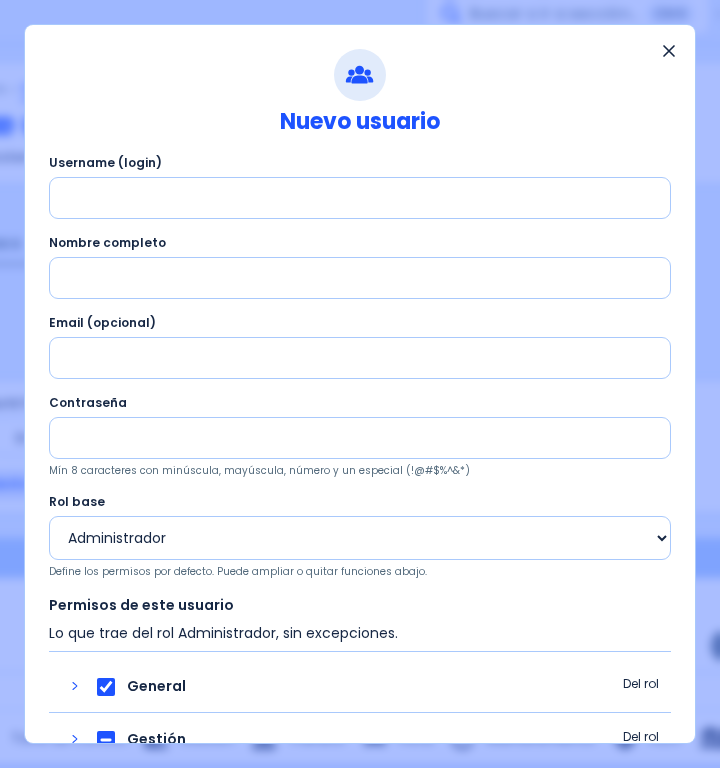 Nuevo usuario
Username (login)
Nombre completo
Email (opcional)
Contraseña
Mín 8 caracteres con minúscula, mayúscula, número y un especial (!@#$%^&*)
Rol base
Administrador
Define los permisos por defecto. Puede ampliar o quitar funciones abajo.
Permisos de este usuario
Lo que trae del rol Administrador, sin excepciones.
General
Del rol
Gestión
Del rol